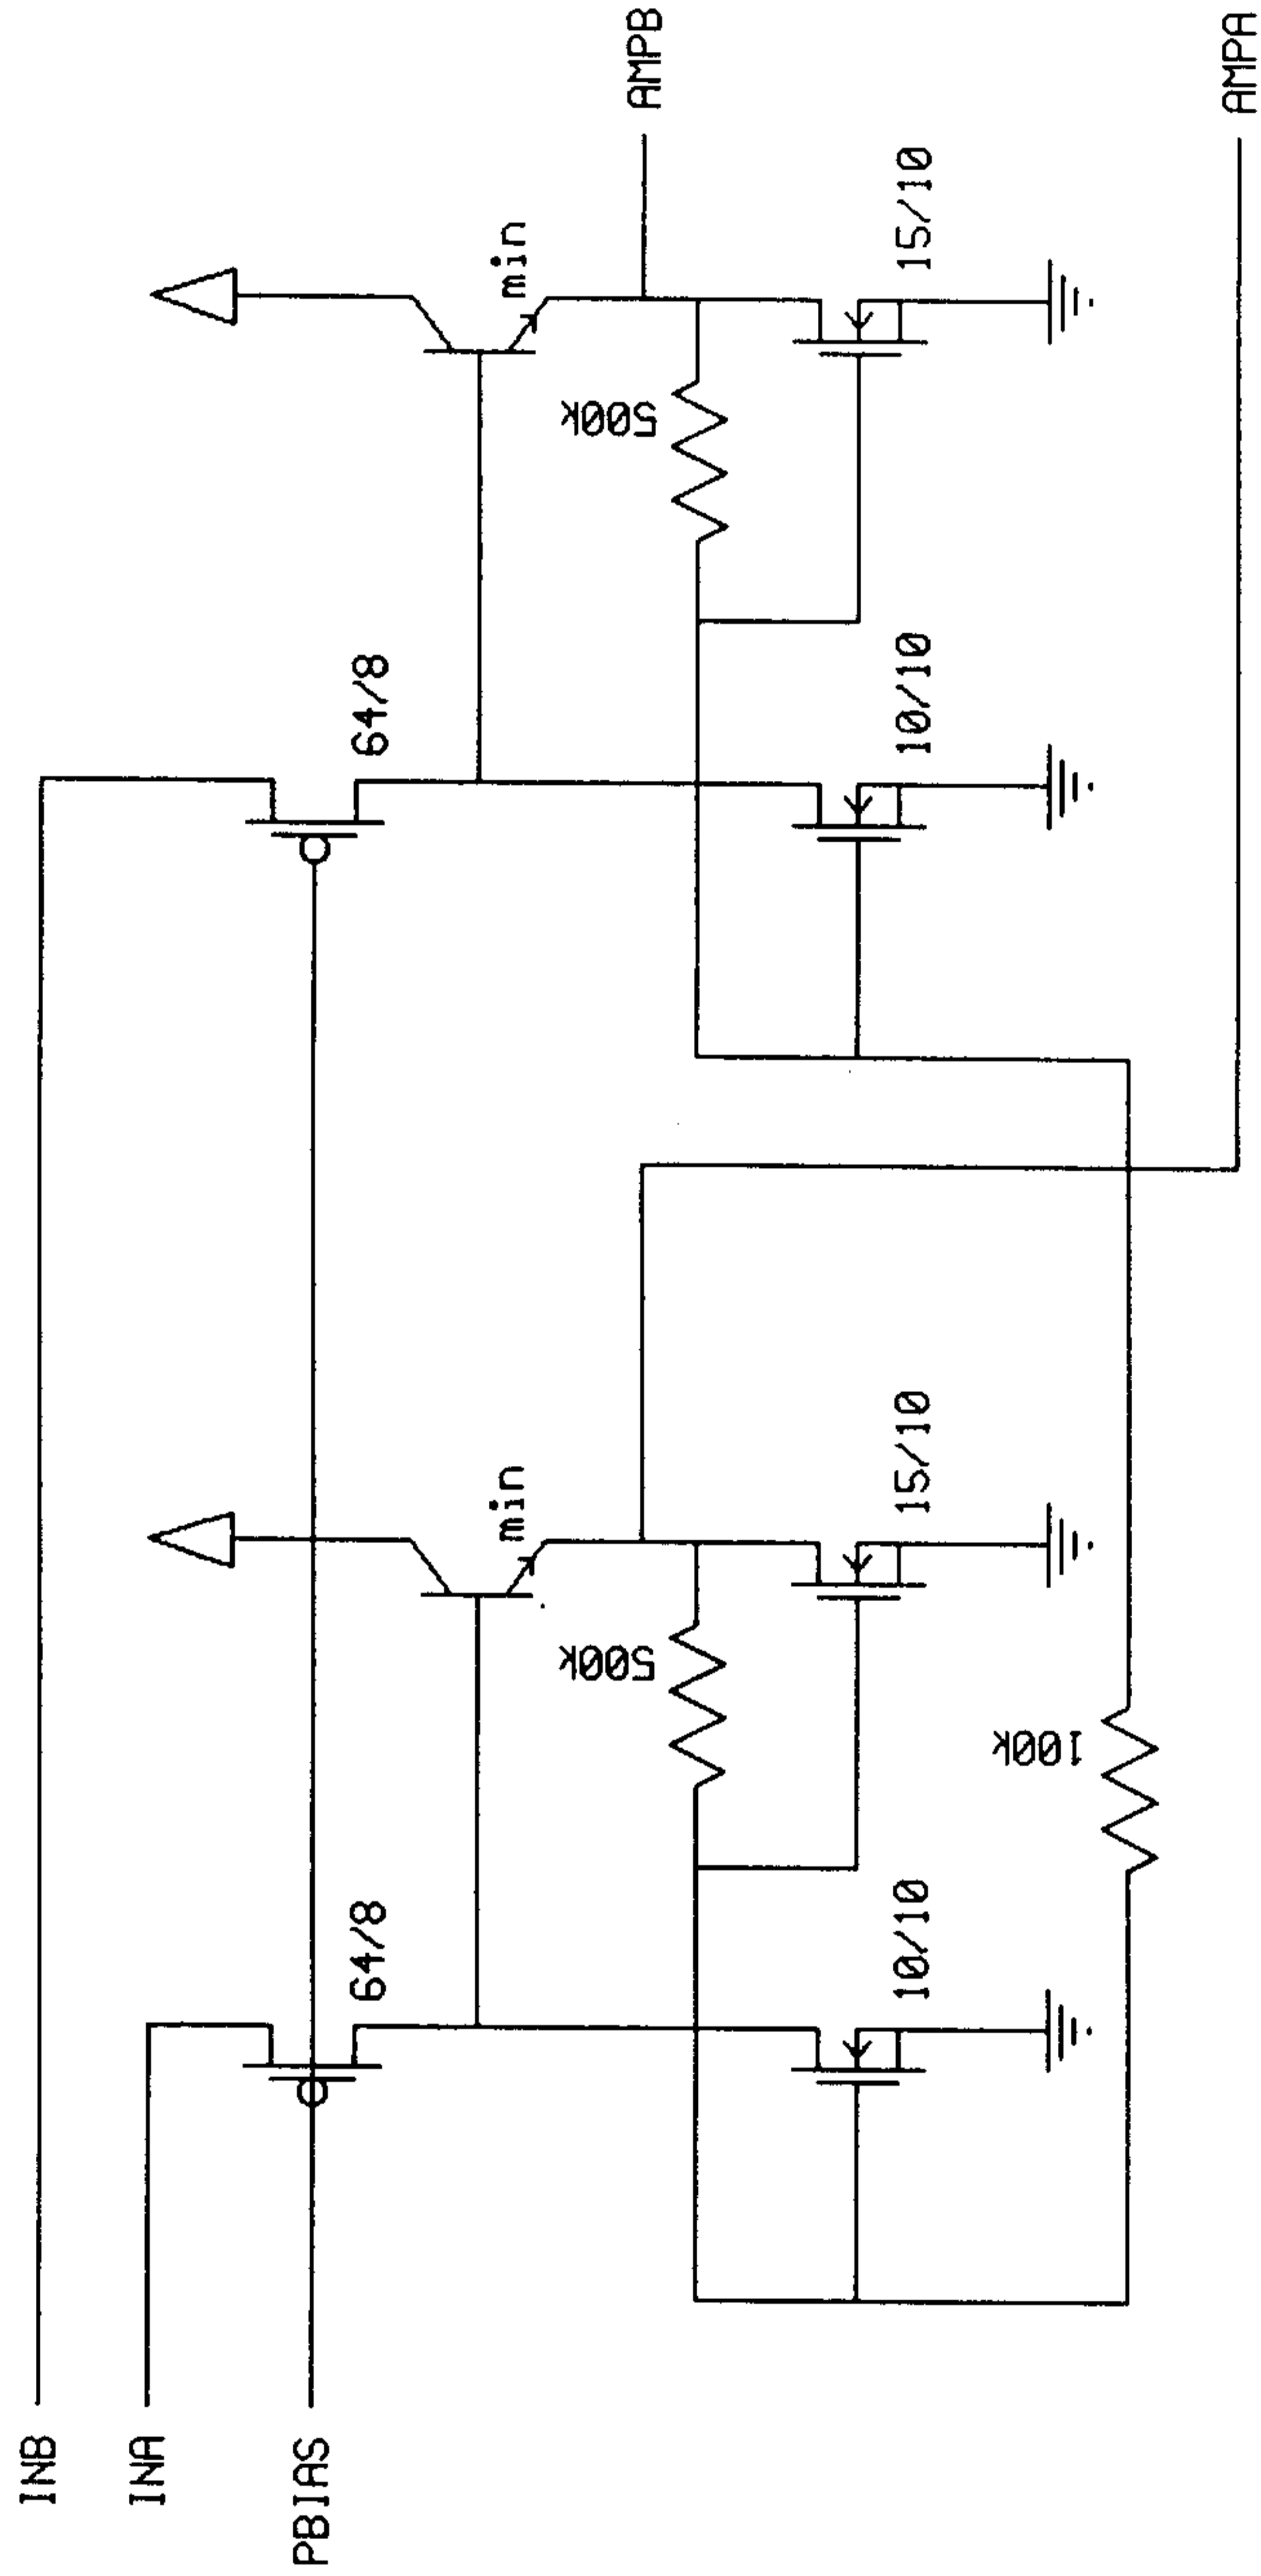 INB
INA
PBIAS
64/8
min
500k
10/10
15/10
100k
64/8
min
500k
10/10
15/10
AMPB
AMPA